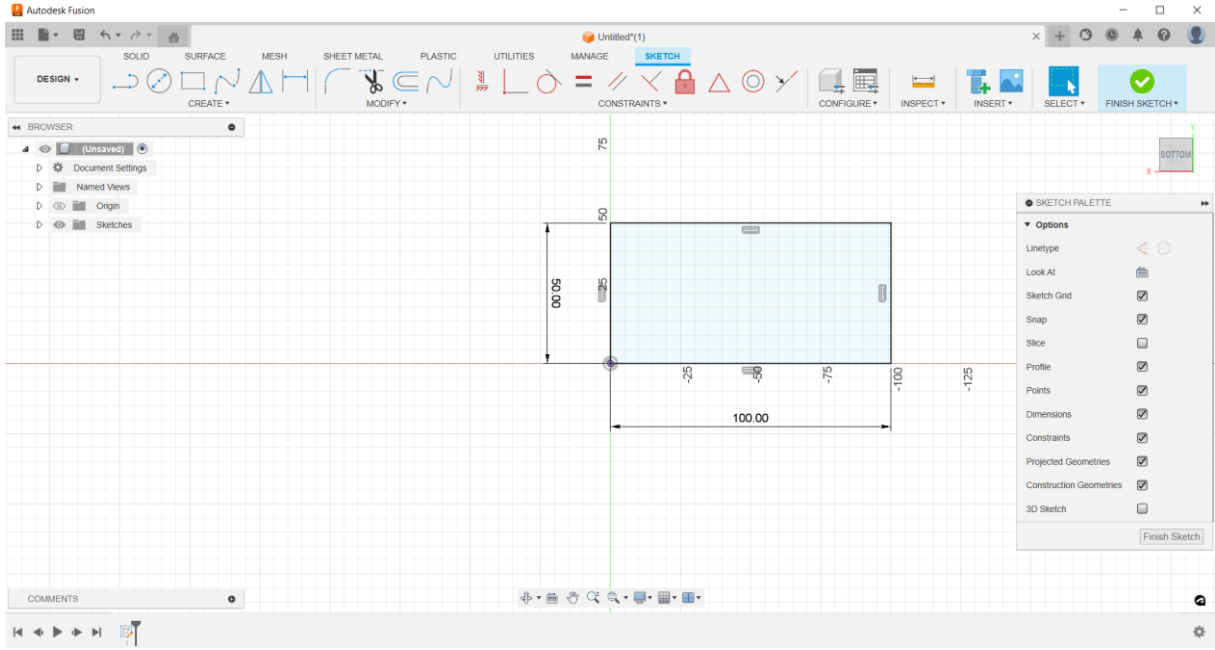 Autodesk Fusion
Untitled*(1)
SOLID SURFACE MESH SHEET METAL PLASTIC UTILITIES MANAGE SKETCH
DESIGN
CREATE MODIFY CONSTRAINTS CONFIGURE INSPECT INSERT SELECT FINISH SKETCH
BROWSER
(Unsaved)
Document Settings
Named Views
Origin
Sketches
75
50
25
50.00
-25
-50
-75
-100
-125
100.00
Y
BOTTOM
X
SKETCH PALETTE
Options
Linetype
Look At
Sketch Grid
Snap
Slice
Profile
Points
Dimensions
Constraints
Projected Geometries
Construction Geometries
3D Sketch
Finish Sketch
COMMENTS